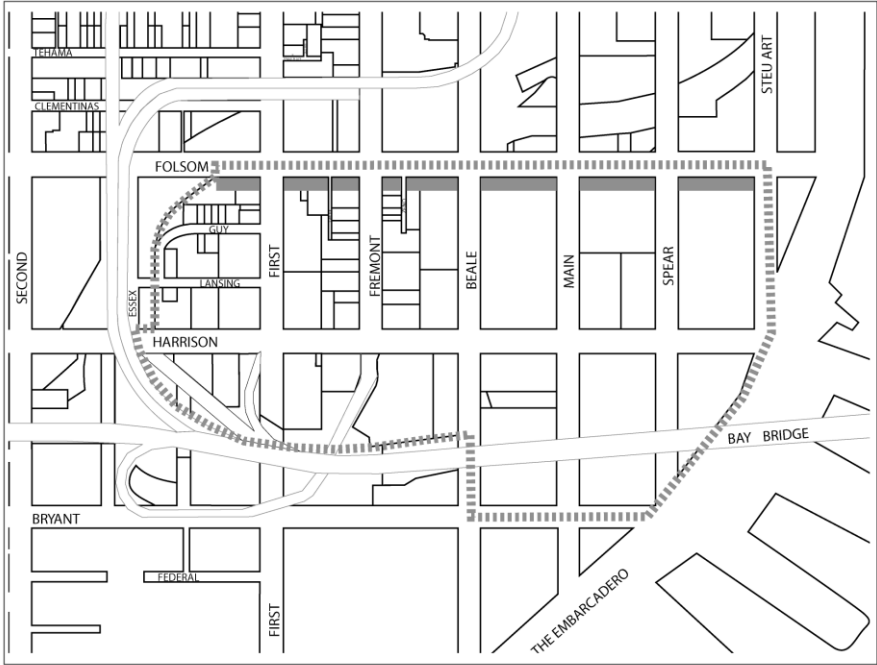 TEHAMA
CLEMENTINAS
STEU ART
FOLSOM
GUY
FIRST
FREMONT
BEALE
MAIN
SPEAR
SECOND
LANSING
ESSEX
HARRISON
BAY BRIDGE
BRYANT
FEDERAL
FIRST
THE EMBARCADERO